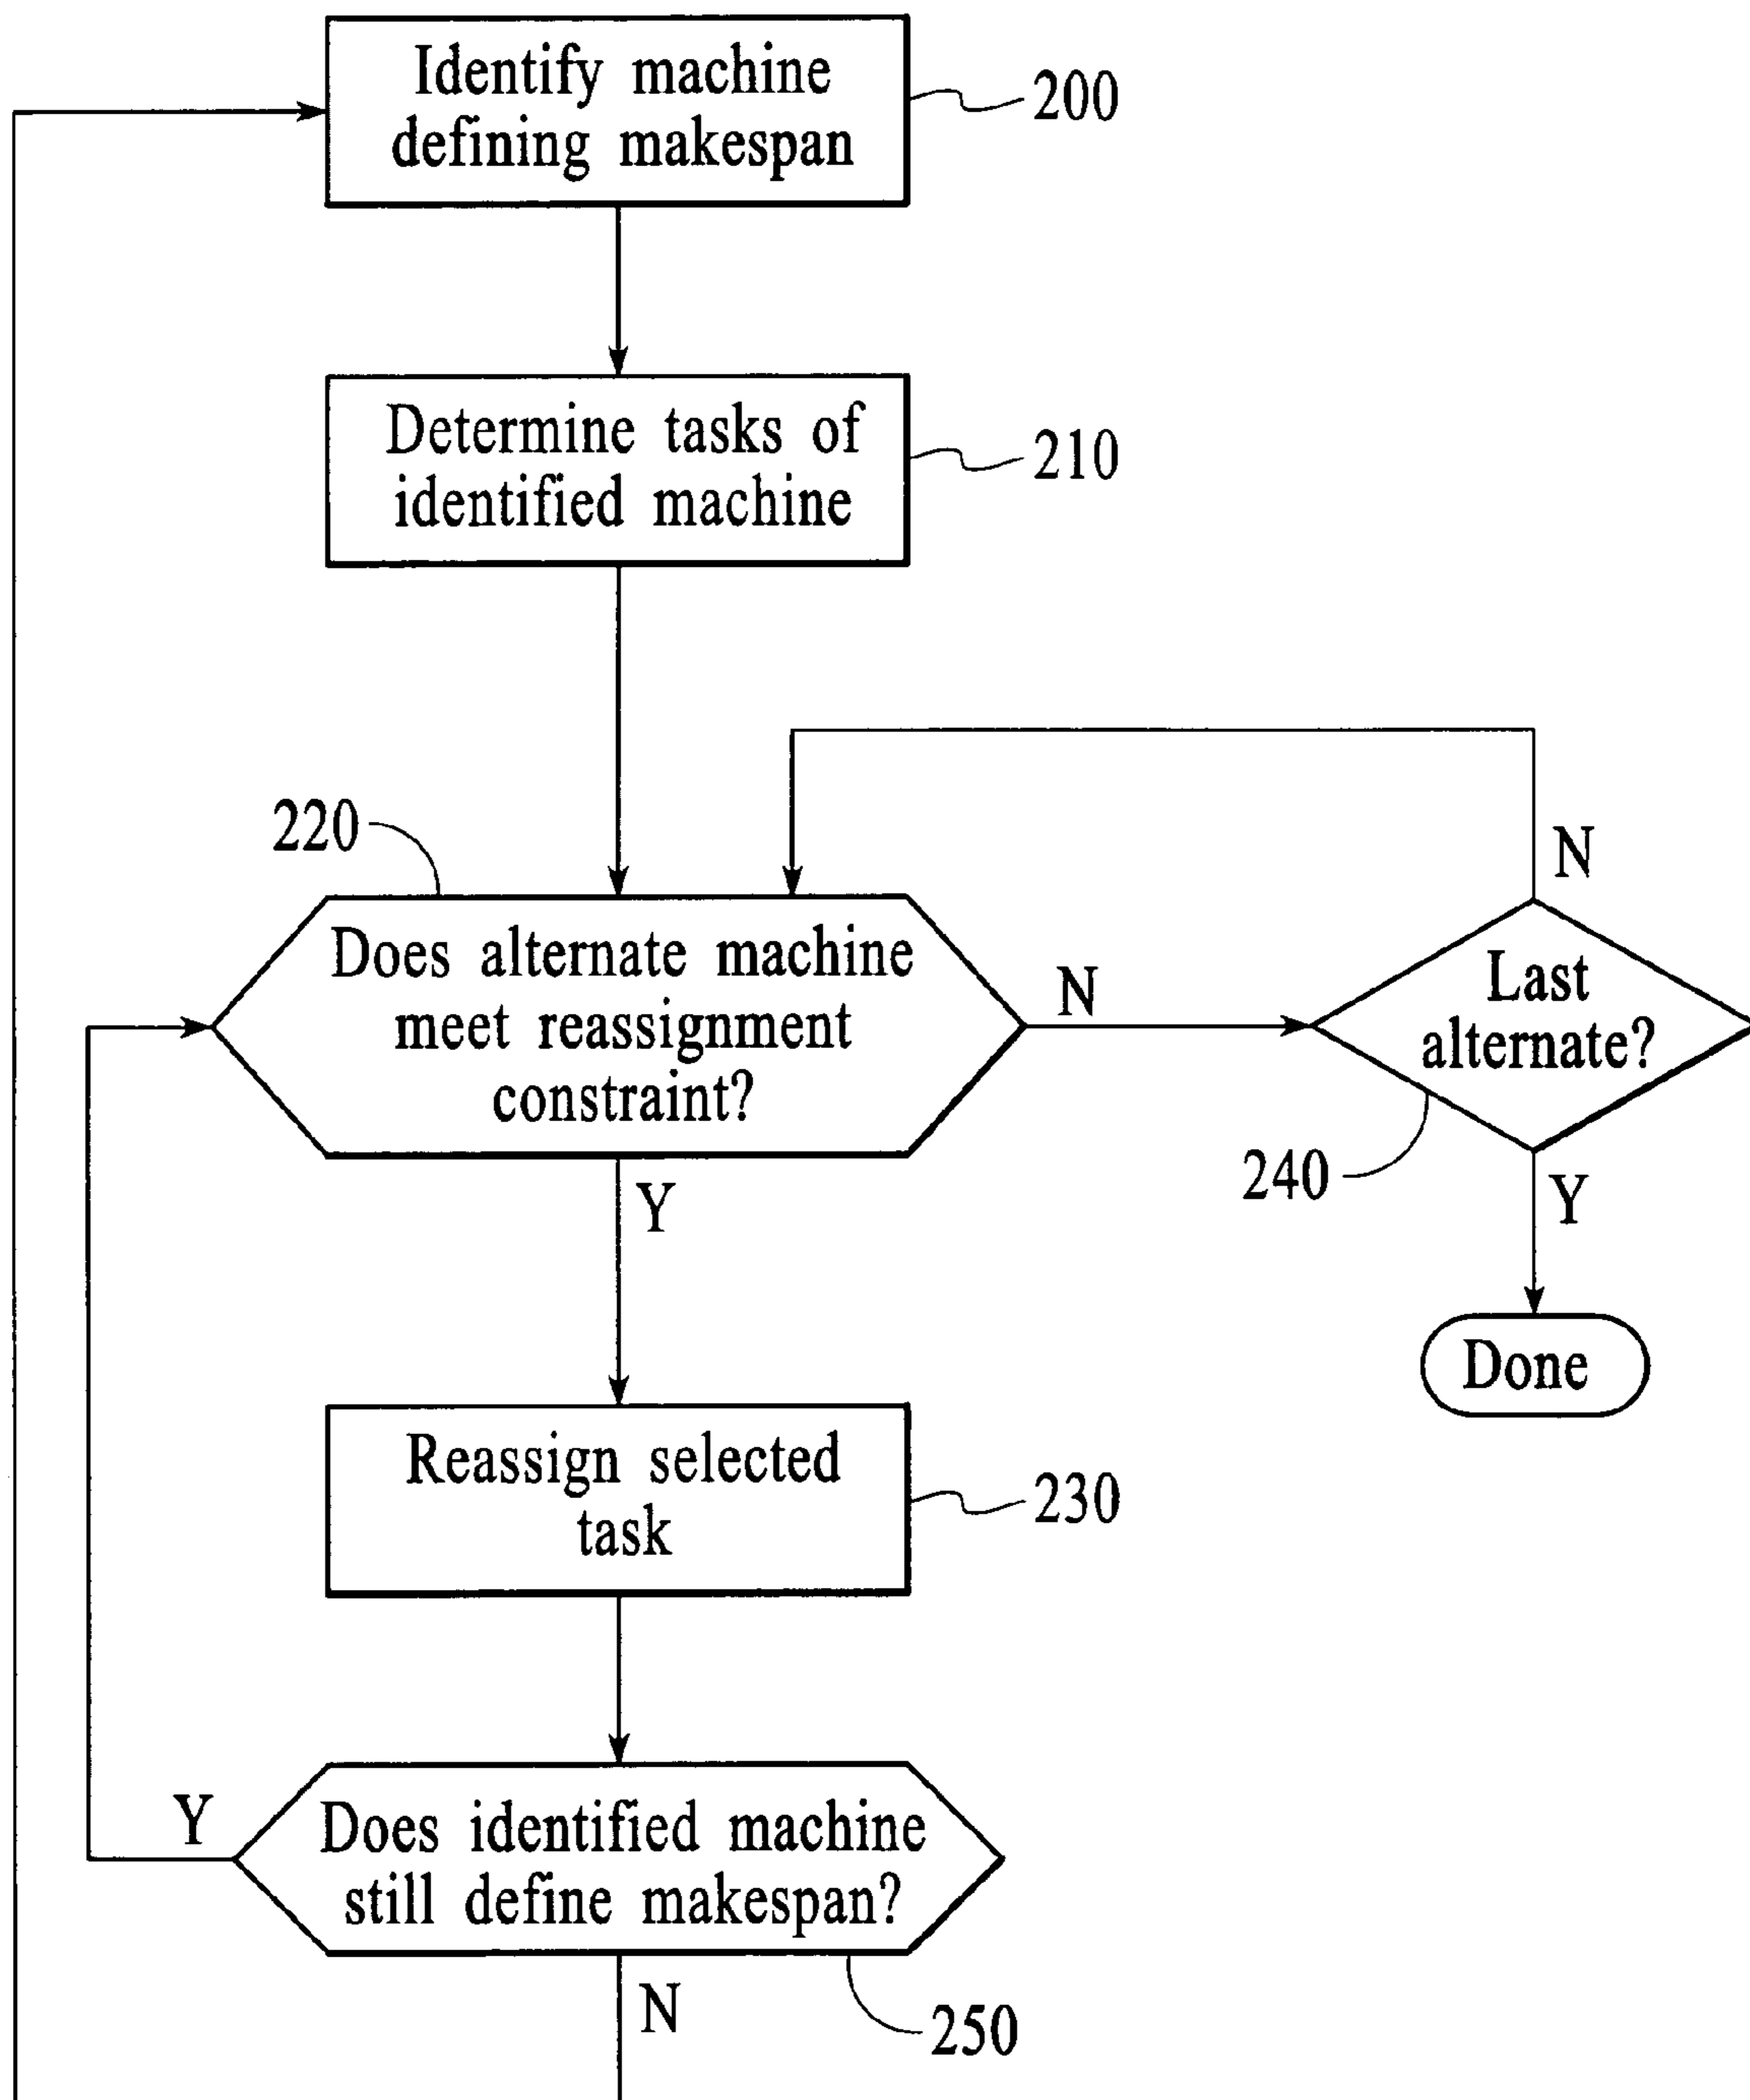 Identify machine
defining makespan
200
Determine tasks of
identified machine
210
220
Does alternate machine
meet reassignment
constraint?
N
N
Last
alternate?
240
Y
Done
Y
Reassign selected
task
230
Y
Does identified machine
still define makespan?
N
250